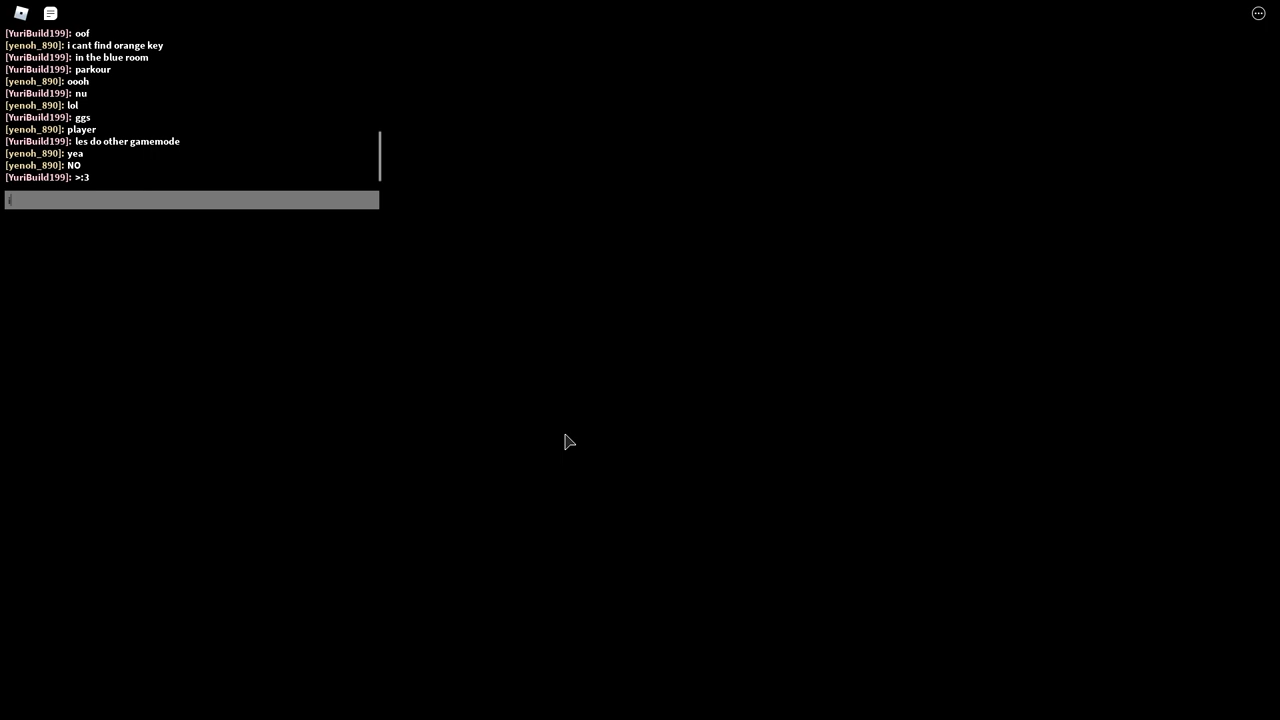 [YuriBuild199]: oof
[yenoh_890]: i cant find orange key
[YuriBuild199]: in the blue room
[YuriBuild199]: parkour
[yenoh_890]: oooh
[YuriBuild199]: nu
[yenoh_890]: lol
[YuriBuild199]: ggs
[yenoh_890]: player
[YuriBuild199]: les do other gamemode
[yenoh_890]: yea
[yenoh_890]: NO
[YuriBuild199]: >:3